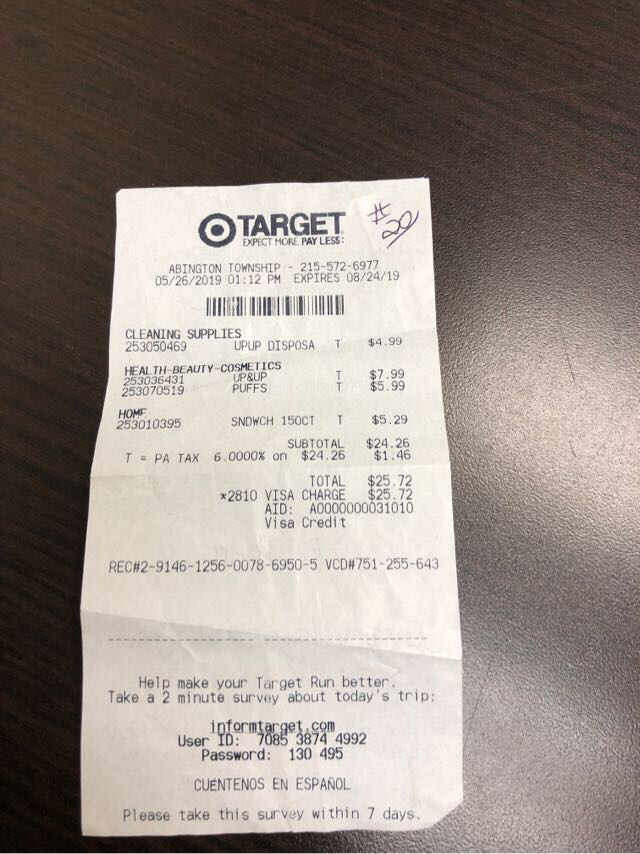 TARGET
EXPECT MORE. PAY LESS:
# 20
ABINGTON TOWNSHIP - 215-572-6977
05/26/2019 01:12 PM EXPIRES 08/24/19
CLEANING SUPPLIES
253050469 UPUP DISPOSA T $4.99
HEALTH-BEAUTY-COSMETICS
253036431 UP&UP T $7.99
253070519 PUFFS T $5.99
HOME
253010395 SNDWCH 150CT T $5.29
SUBTOTAL $24.26
T = PA TAX 6.0000% on $24.26 $1.46
TOTAL $25.72
*2810 VISA CHARGE $25.72
AID: A0000000031010
Visa Credit
REC#2-9146-1256-0078-6950-5 VCD#751-255-643
Help make your Target Run better.
Take a 2 minute survey about today's trip:
informtarget.com
User ID: 7085 3874 4992
Password: 130 495
CUÉNTENOS EN ESPAÑOL
Please take this survey within 7 days.